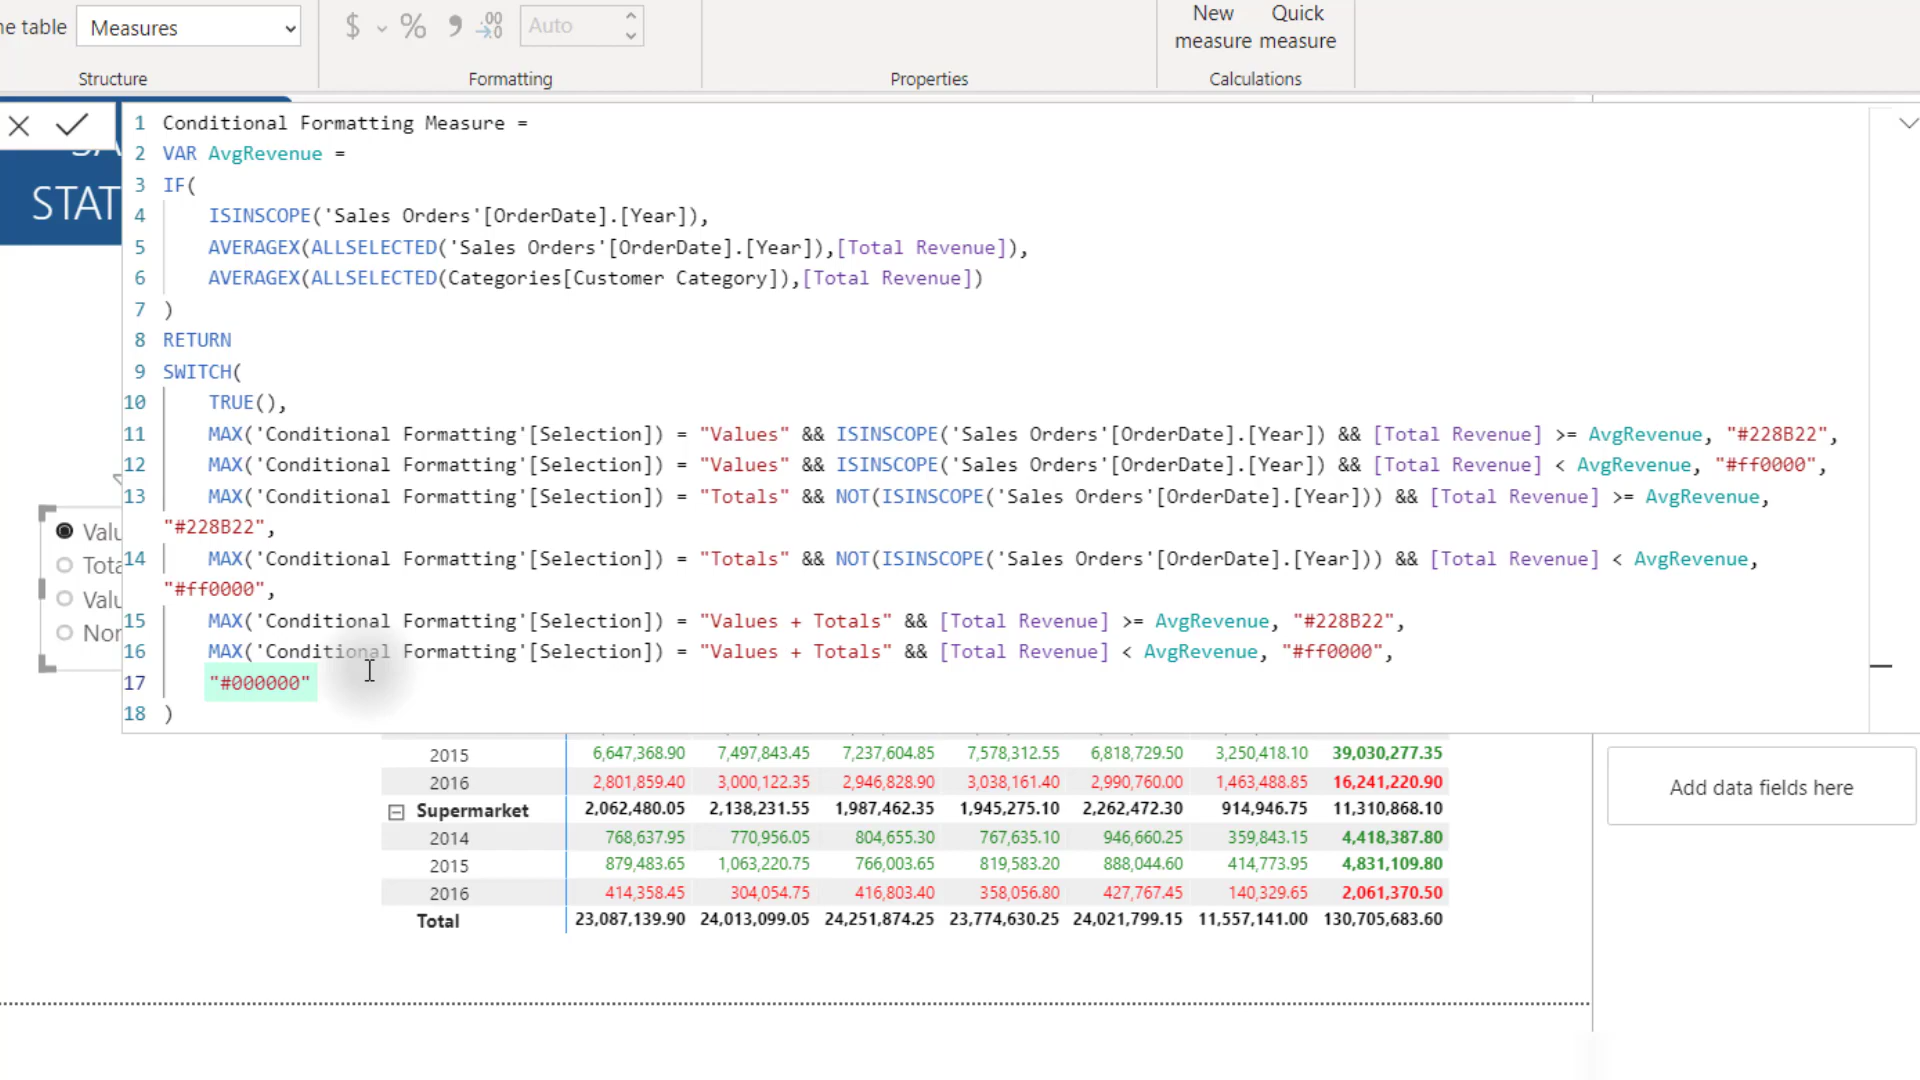 ne table Measures
$ % Auto
New measure
Quick measure
Structure
Formatting
Properties
Calculations
STAT
1 Conditional Formatting Measure =
2 VAR AvgRevenue =
3 IF(
4 ISINSCOPE('Sales Orders'[OrderDate].[Year]),
5 AVERAGEX(ALLSELECTED('Sales Orders'[OrderDate].[Year]),[Total Revenue]),
6 AVERAGEX(ALLSELECTED(Categories[Customer Category]),[Total Revenue])
7 )
8 RETURN
9 SWITCH(
10 TRUE(),
11 MAX('Conditional Formatting'[Selection]) = "Values" && ISINSCOPE('Sales Orders'[OrderDate].[Year]) && [Total Revenue] >= AvgRevenue, "#228B22",
12 MAX('Conditional Formatting'[Selection]) = "Values" && ISINSCOPE('Sales Orders'[OrderDate].[Year]) && [Total Revenue] < AvgRevenue, "#ff0000",
13 MAX('Conditional Formatting'[Selection]) = "Totals" && NOT(ISINSCOPE('Sales Orders'[OrderDate].[Year])) && [Total Revenue] >= AvgRevenue,
"#228B22",
14 MAX('Conditional Formatting'[Selection]) = "Totals" && NOT(ISINSCOPE('Sales Orders'[OrderDate].[Year])) && [Total Revenue] < AvgRevenue,
"#ff0000",
15 MAX('Conditional Formatting'[Selection]) = "Values + Totals" && [Total Revenue] >= AvgRevenue, "#228B22",
16 MAX('Conditional Formatting'[Selection]) = "Values + Totals" && [Total Revenue] < AvgRevenue, "#ff0000",
17 "#000000"
18 )
Valu
Tota
Valu
Non
2015 6,647,368.90 7,497,843.45 7,237,604.85 7,578,312.55 6,818,729.50 3,250,418.10 39,030,277.35
2016 2,801,859.40 3,000,122.35 2,946,828.90 3,038,161.40 2,990,760.00 1,463,488.85 16,241,220.90
Supermarket 2,062,480.05 2,138,231.55 1,987,462.35 1,945,275.10 2,262,472.30 914,946.75 11,310,868.10
2014 768,637.95 770,956.05 804,655.30 767,635.10 946,660.25 359,843.15 4,418,387.80
2015 879,483.65 1,063,220.75 766,003.65 819,583.20 888,044.60 414,773.95 4,831,109.80
2016 414,358.45 304,054.75 416,803.40 358,056.80 427,767.45 140,329.65 2,061,370.50
Total 23,087,139.90 24,013,099.05 24,251,874.25 23,774,630.25 24,021,799.15 11,557,141.00 130,705,683.60
Add data fields here